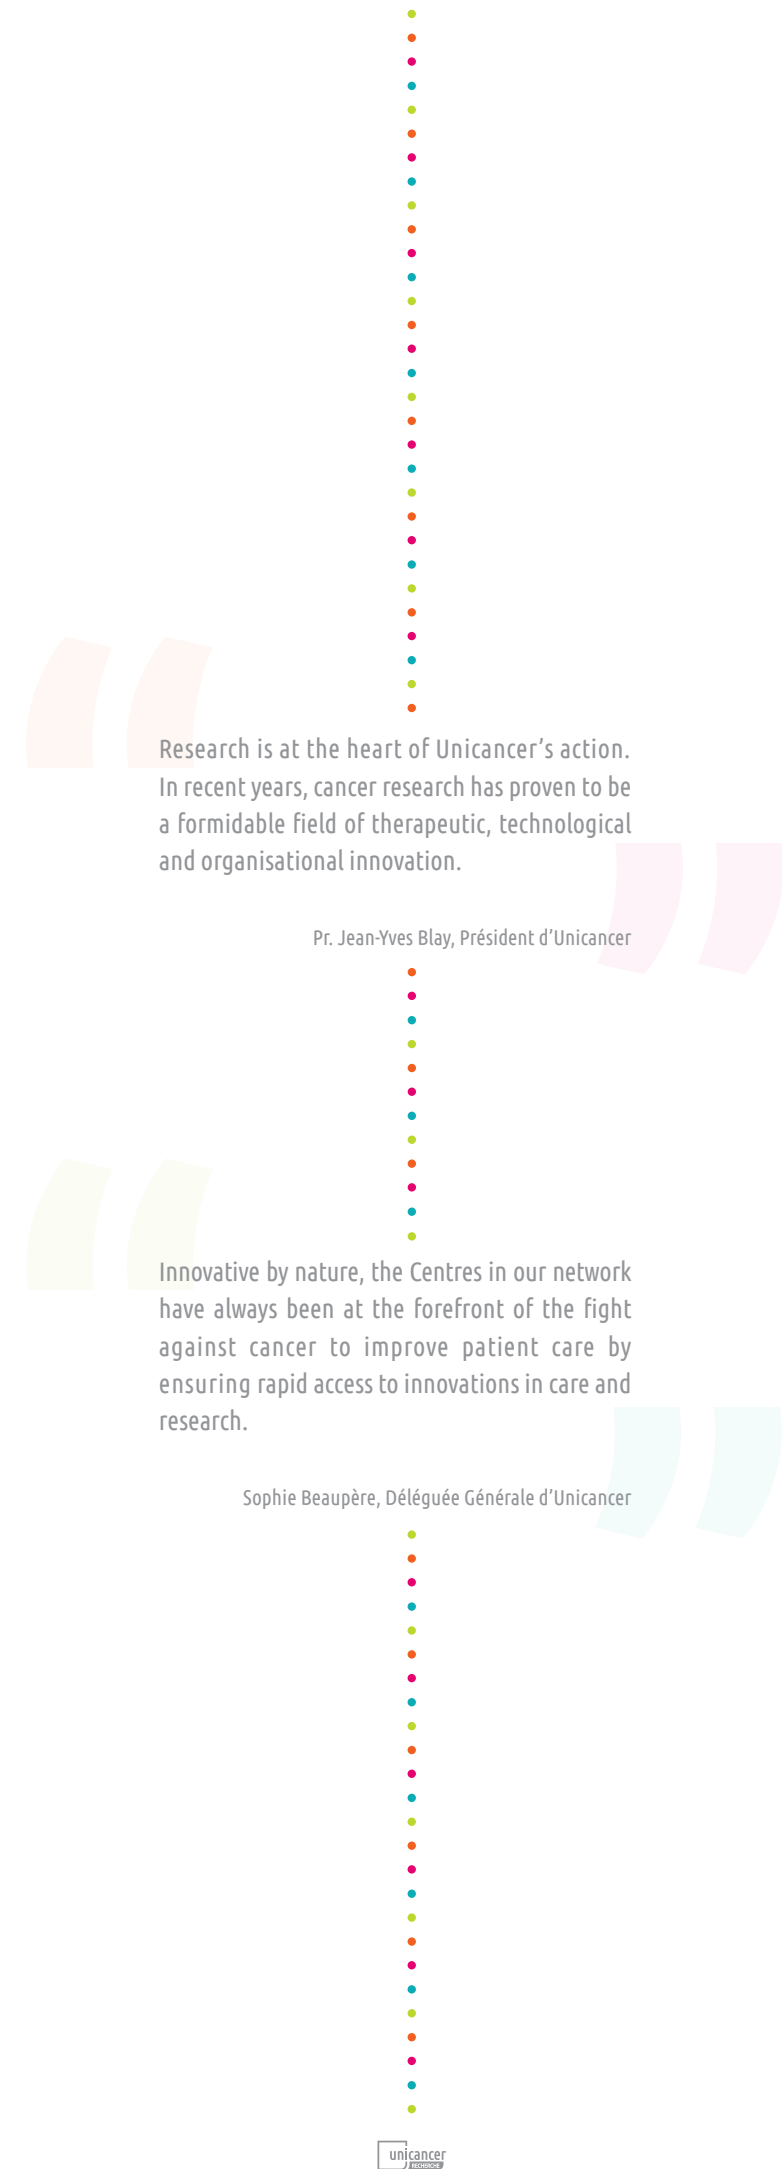 Research is at the heart of Unicancer’s action.
In recent years, cancer research has proven to be
a formidable field of therapeutic, technological
and organisational innovation.
Pr. Jean-Yves Blay, Président d’Unicancer
Innovative by nature, the Centres in our network
have always been at the forefront of the fight
against cancer to improve patient care by
ensuring rapid access to innovations in care and
research.
Sophie Beaupère, Déléguée Générale d’Unicancer
unicancer
RECHERCHE